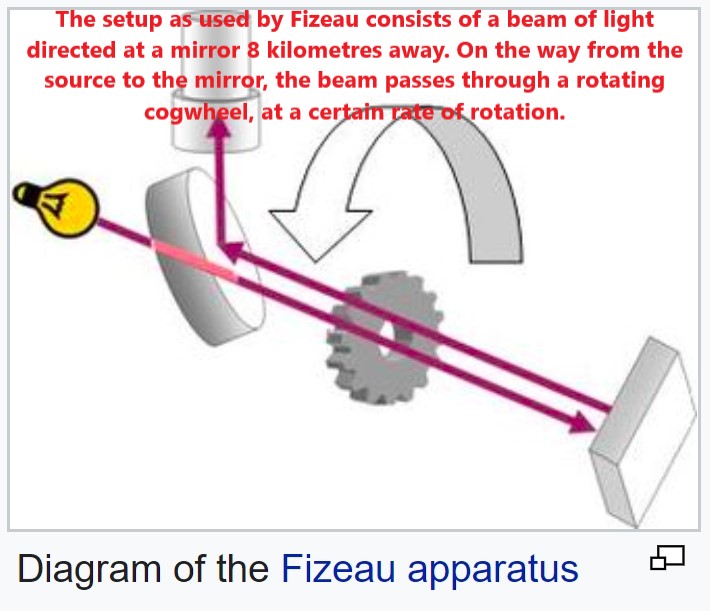 The setup as used by Fizeau consists of a beam of light
directed at a mirror 8 kilometres away. On the way from the
source to the mirror, the beam passes through a rotating
cogwheel, at a certain rate of rotation.
Diagram of the Fizeau apparatus